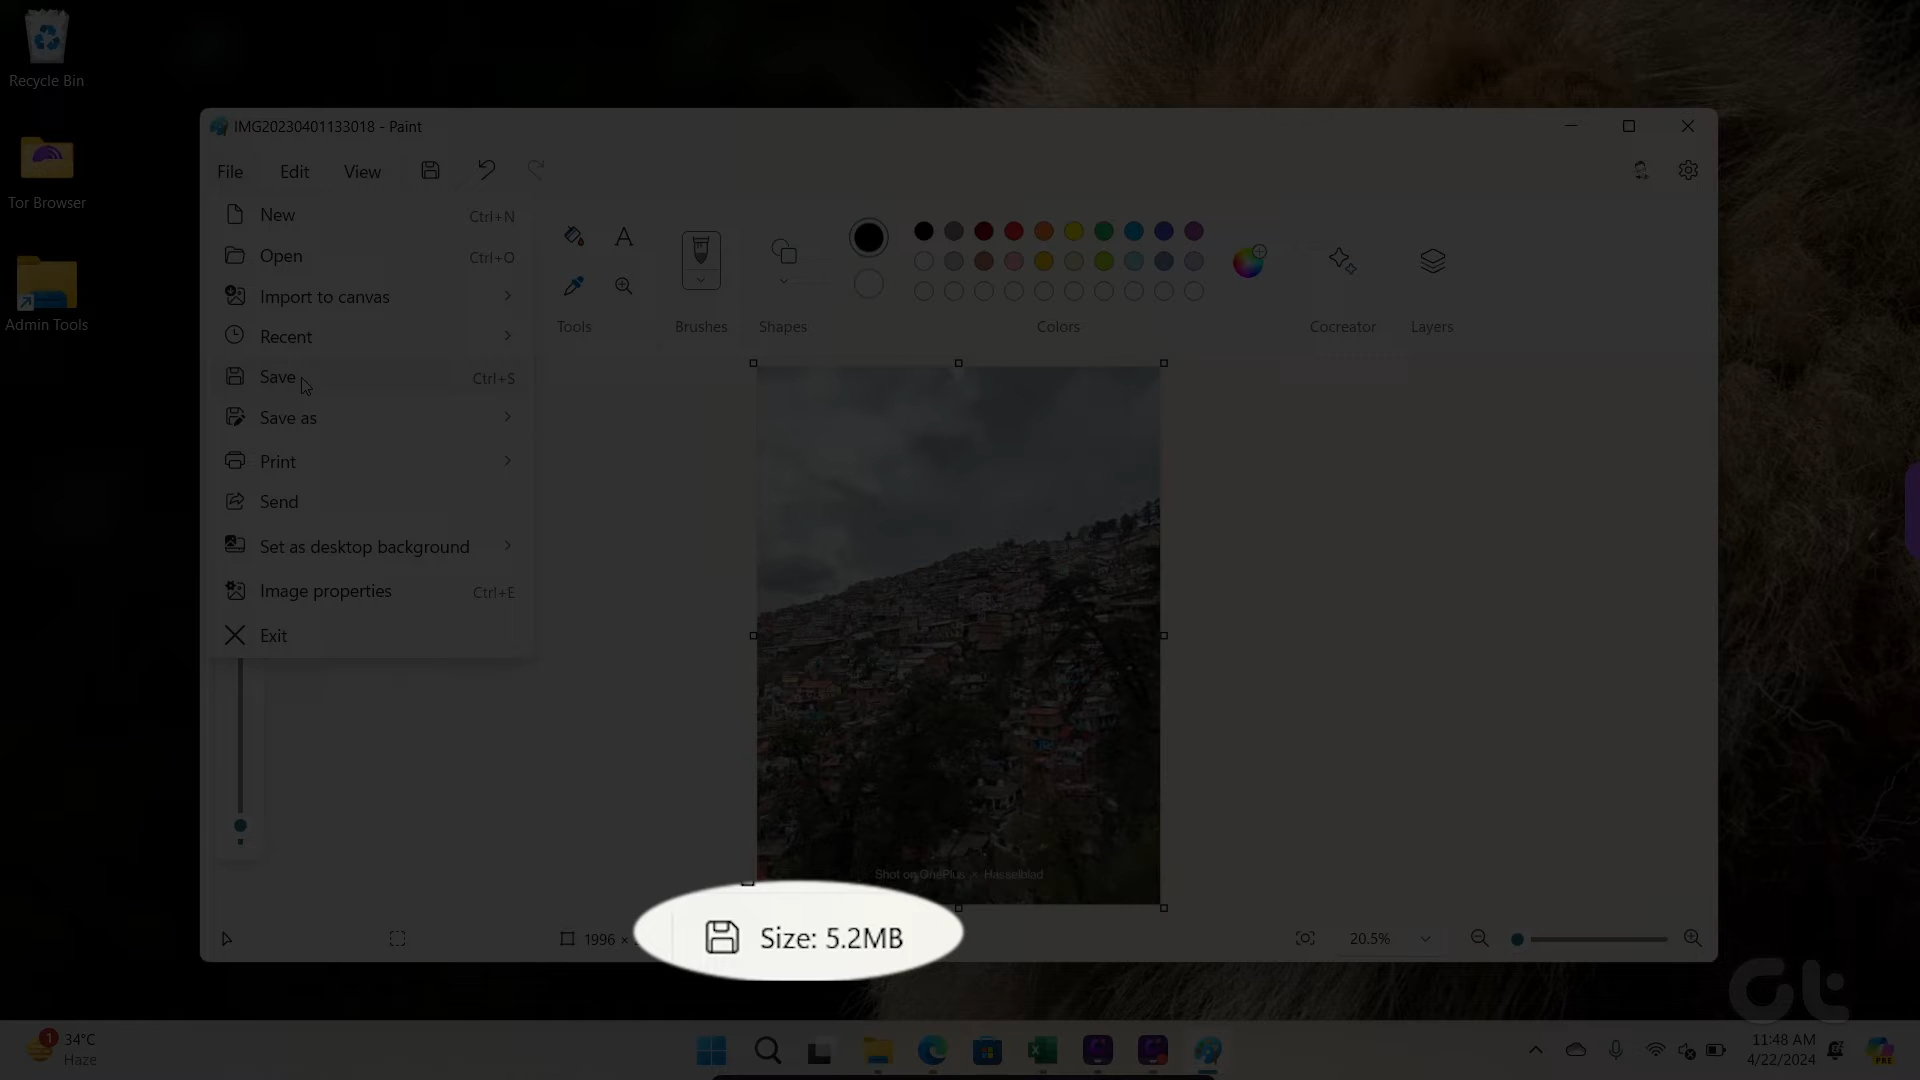 Recycle Bin
Tor Browser
Admin Tools
IMG20230401133018 - Paint
File Edit View
New Ctrl+N
Open Ctrl+O
Import to canvas
Recent
Save Ctrl+S
Save as
Print
Send
Set as desktop background
Image properties Ctrl+E
Exit
Tools
Brushes
Shapes
Colors
Cocreator
Layers
Shot on OnePlus × Hasselblad
1996 ×
Size: 5.2MB
20.5%
Gt
1
34°C
Haze
11:48 AM
4/22/2024
PRE